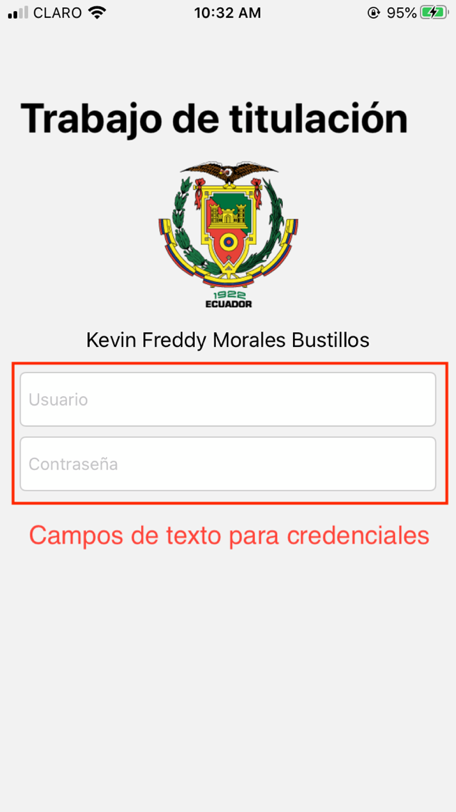 CLARO 10:32 AM 95%
Trabajo de titulación
1922
ECUADOR
Kevin Freddy Morales Bustillos
Usuario
Contraseña
Campos de texto para credenciales